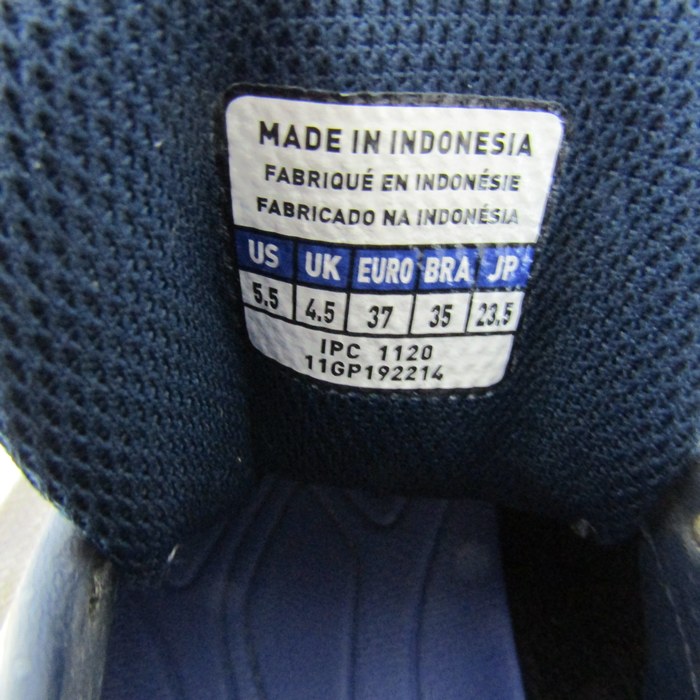 MADE IN INDONESIA
FABRIQUÉ EN INDONÉSIE
FABRICADO NA INDONÉSIA
US UK EURO BRA JP
5.5 4.5 37 35 23.5
IPC 1120
11GP192214